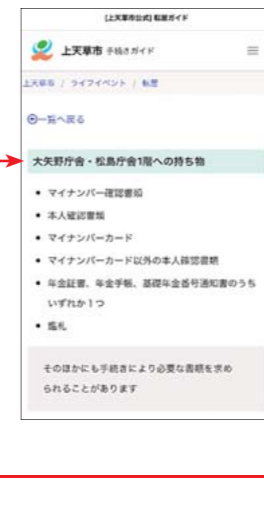 [上天草市公式] 転居ガイド
上天草市 手続きガイド
上天草市 / ライフイベント / 転居
一覧へ戻る
大矢野庁舎・松島庁舎1階への持ち物
• マイナンバー確認書類
• 本人確認書類
• マイナンバーカード
• マイナンバーカード以外の本人確認書類
• 年金証書、年金手帳、基礎年金番号通知書のうち
いずれか1つ
• 鑑札
そのほかにも手続きにより必要な書類を求め
られることがあります